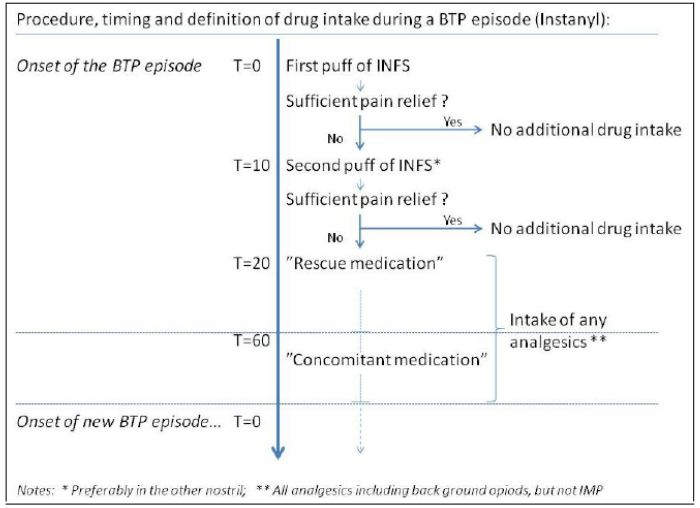 Procedure, timing and definition of drug intake during a BTP episode (Instanyl):
Onset of the BTP episode T=0 First puff of INFS
Sufficient pain relief ?
Yes
No additional drug intake
No
T=10 Second puff of INFS*
Sufficient pain relief ?
Yes
No additional drug intake
No
T=20 "Rescue medication"
Intake of any
analgesics **
T=60
"Concomitant medication"
Onset of new BTP episode... T=0
Notes: * Preferably in the other nostril; ** All analgesics including back ground opiods, but not IMP